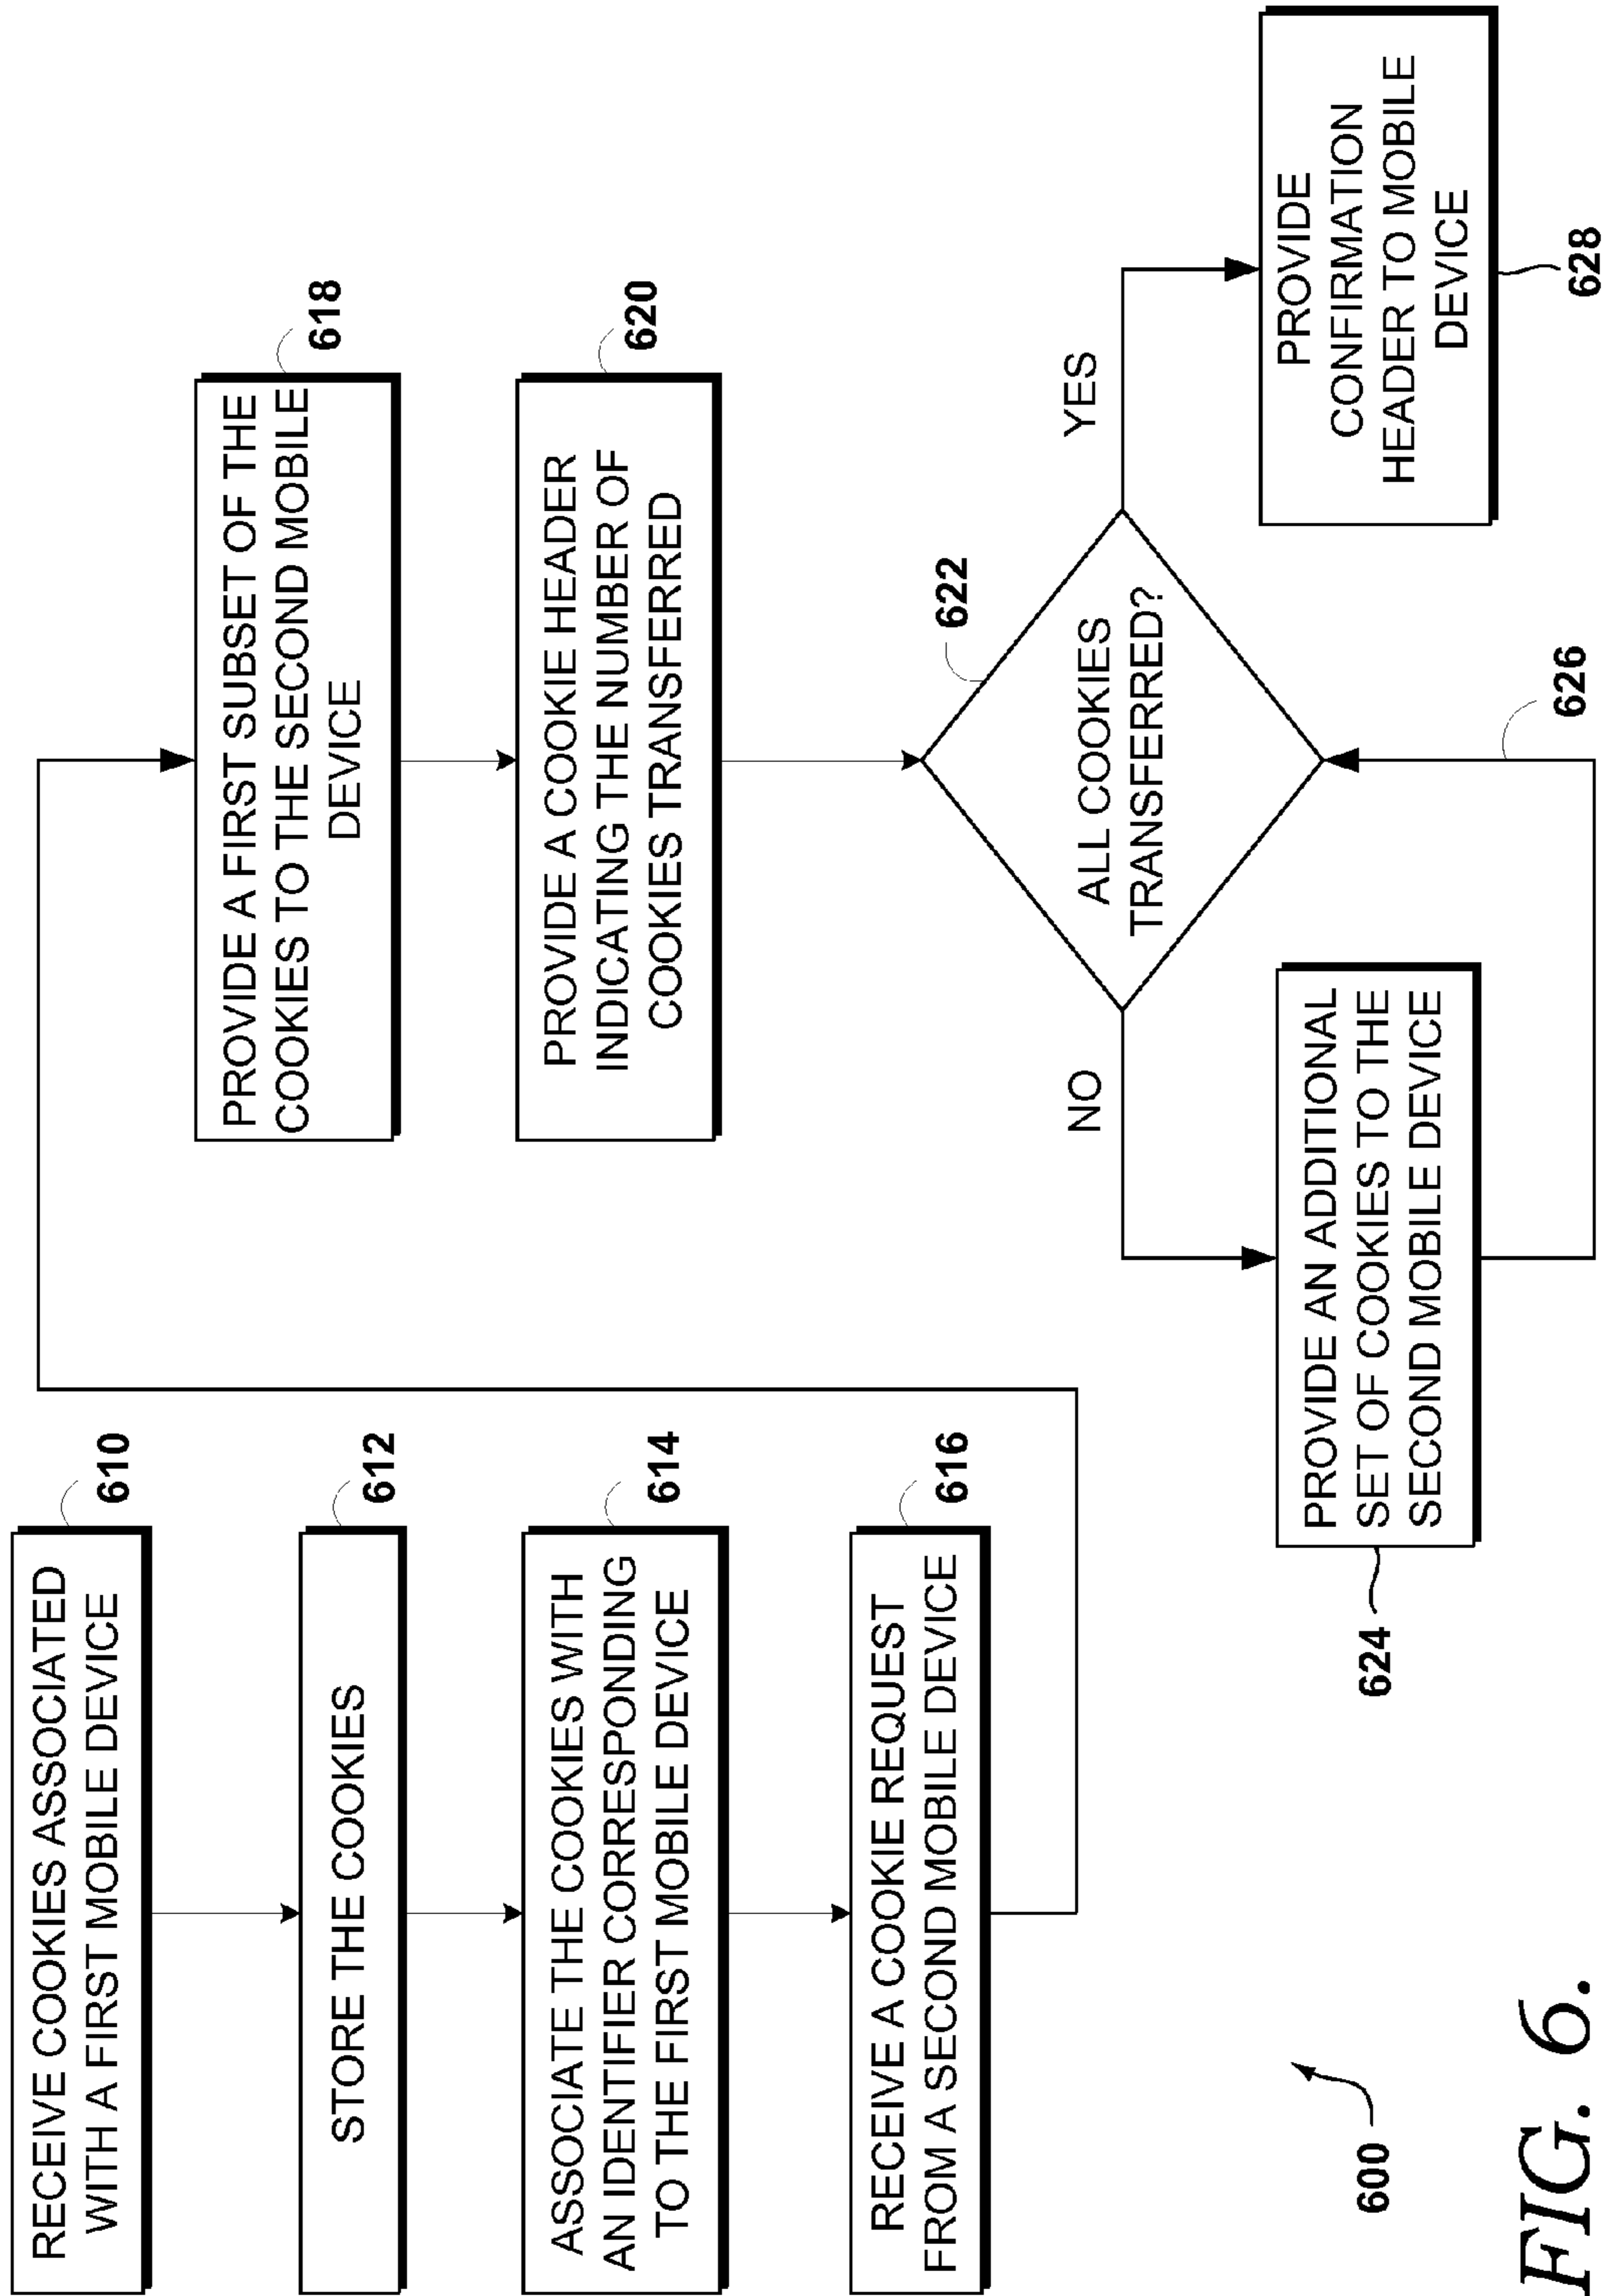 RECEIVE COOKIES ASSOCIATED
WITH A FIRST MOBILE DEVICE
610
STORE THE COOKIES
612
ASSOCIATE THE COOKIES WITH
AN IDENTIFIER CORRESPONDING
TO THE FIRST MOBILE DEVICE
614
RECEIVE A COOKIE REQUEST
FROM A SECOND MOBILE DEVICE
616
PROVIDE A FIRST SUBSET OF THE
COOKIES TO THE SECOND MOBILE
DEVICE
618
PROVIDE A COOKIE HEADER
INDICATING THE NUMBER OF
COOKIES TRANSFERRED
620
ALL COOKIES
TRANSFERRED?
622
NO
YES
PROVIDE AN ADDITIONAL
SET OF COOKIES TO THE
SECOND MOBILE DEVICE
624
626
PROVIDE
CONFIRMATION
HEADER TO MOBILE
DEVICE
628
600
FIG. 6.